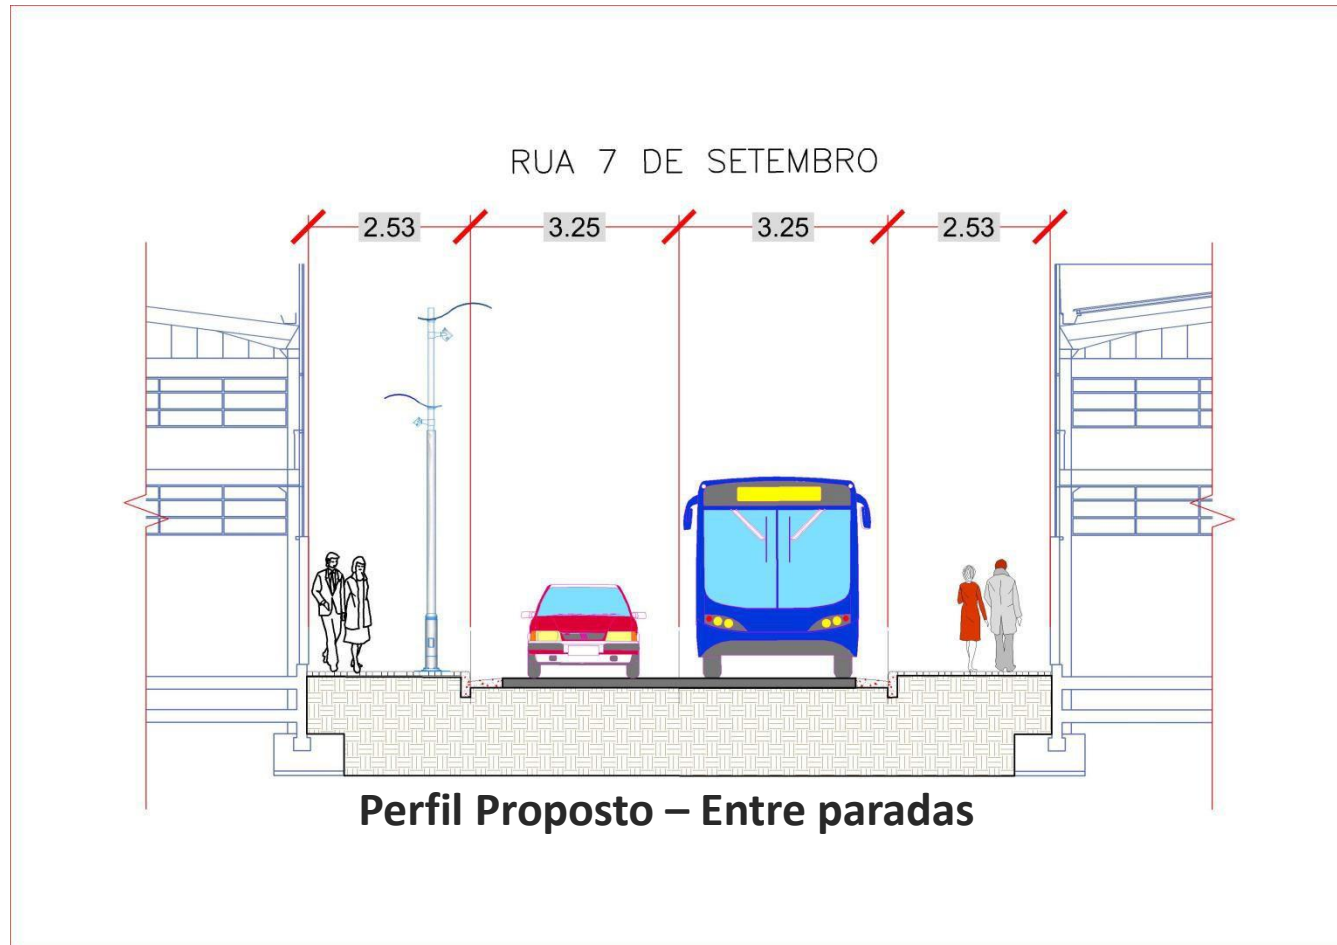 RUA 7 DE SETEMBRO
2.53 3.25 3.25 2.53
Perfil Proposto – Entre paradas